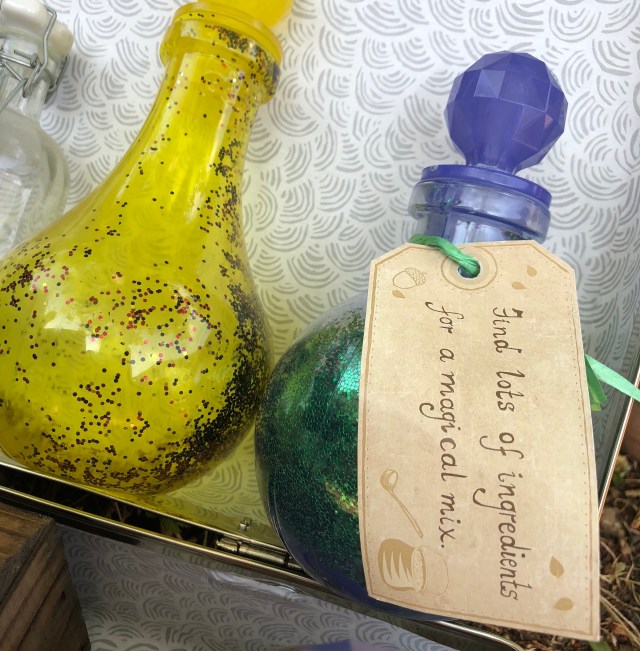 Find lots of ingredients
for a magical mix.